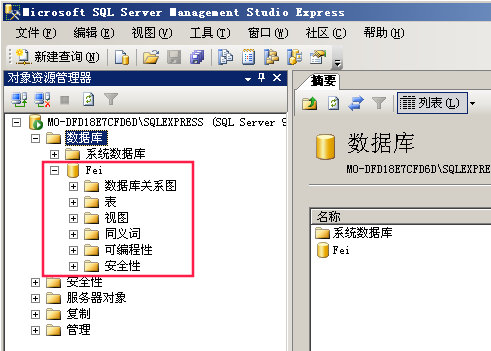 Microsoft SQL Server Management Studio Express
文件(F) 编辑(E) 视图(V) 工具(T) 窗口(W) 社区(C) 帮助(H)
新建查询(N)
对象资源管理器
MO-DFD18E7CFD6D\SQLEXPRESS (SQL Server 9
数据库
系统数据库
Fei
数据库关系图
表
视图
同义词
可编程性
安全性
安全性
服务器对象
复制
管理
摘要
列表(L)
数据库
MO-DFD18E7CFD6D\SQLEXPRE
名称
系统数据库
Fei